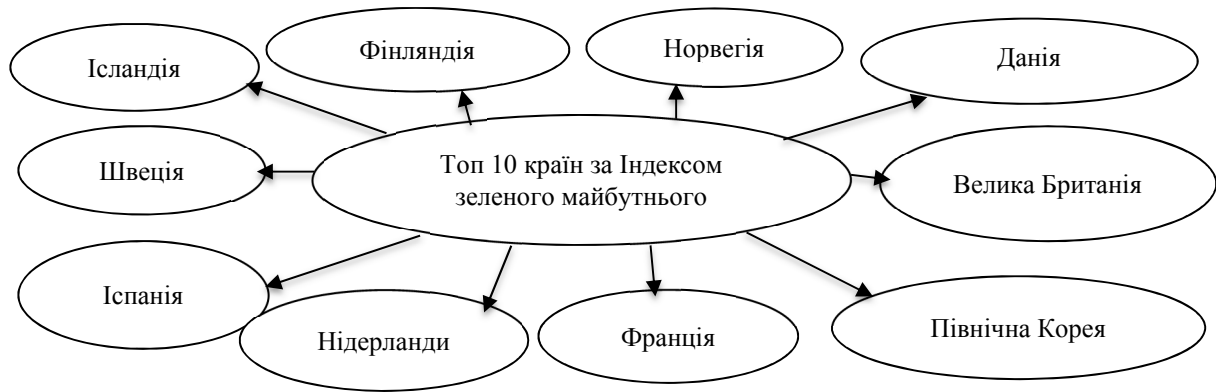 Ісландія
Фінляндія
Норвегія
Данія
Швеція
Топ 10 країн за Індексом
зеленого майбутнього
Велика Британія
Іспанія
Нідерланди
Франція
Північна Корея